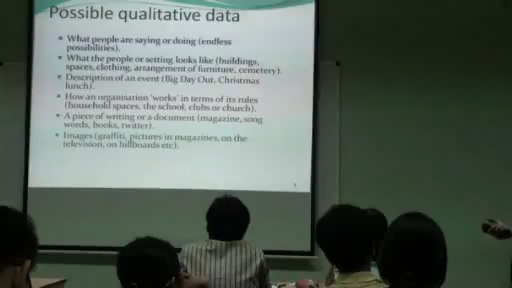 Possible qualitative data
• What people are saying or doing (endless
possibilities).
• What the people or setting looks like (buildings,
spaces, clothing, arrangement of furniture, cemetery).
• Description of an event (Big Day Out, Christmas
lunch).
• How an organisation 'works' in terms of its rules
(household spaces, the school, clubs or church).
• A piece of writing or a document (magazine, song
words, books, twitter).
• Images (graffiti, pictures in magazines, on the
television, on billboards etc).